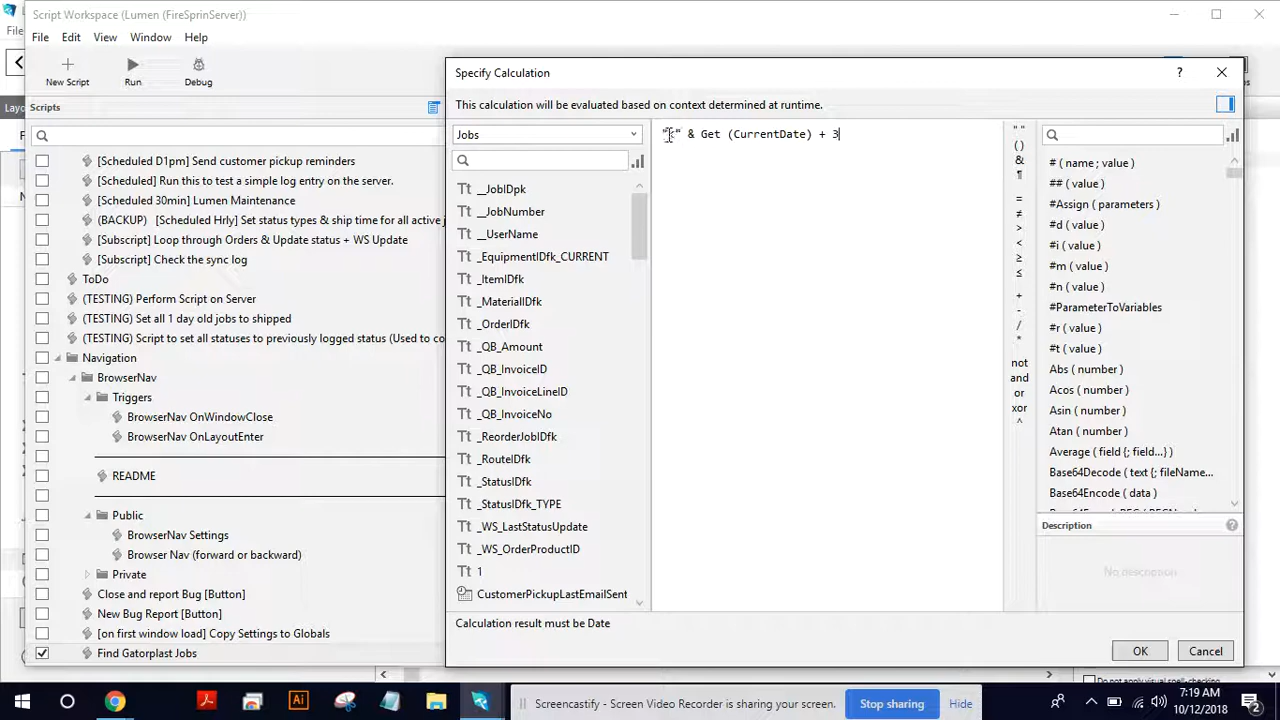 Script Workspace (Lumen (FireSprinServer))
File Edit View Window Help
New Script Run Debug
Scripts
[Scheduled D1pm] Send customer pickup reminders
[Scheduled] Run this to test a simple log entry on the server.
[Scheduled 30min] Lumen Maintenance
(BACKUP) [Scheduled Hrly] Set status types & ship time for all active j
[Subscript] Loop through Orders & Update status + WS Update
[Subscript] Check the sync log
ToDo
(TESTING) Perform Script on Server
(TESTING) Set all 1 day old jobs to shipped
(TESTING) Script to set all statuses to previously logged status (Used to co
Navigation
BrowserNav
Triggers
BrowserNav OnWindowClose
BrowserNav OnLayoutEnter
README
Public
BrowserNav Settings
Browser Nav (forward or backward)
Private
Close and report Bug [Button]
New Bug Report [Button]
[on first window load] Copy Settings to Globals
Find Gatorplast Jobs
Specify Calculation
?
This calculation will be evaluated based on context determined at runtime.
Jobs
__JobIDpk
__JobNumber
__UserName
_EquipmentIDfk_CURRENT
_ItemIDfk
_MaterialIDfk
_OrderIDfk
_QB_Amount
_QB_InvoiceID
_QB_InvoiceLineID
_QB_InvoiceNo
_ReorderJobIDfk
_RouteIDfk
_StatusIDfk
_StatusIDfk_TYPE
_WS_LastStatusUpdate
_WS_OrderProductID
1
CustomerPickupLastEmailSent
& Get (CurrentDate) + 3
" "
( )
&
¶
=
≠
>
<
≥
≤
+
-
/
*
not
and
or
xor
^
# ( name ; value )
## ( value )
#Assign ( parameters )
#d ( value )
#i ( value )
#m ( value )
#n ( value )
#ParameterToVariables
#r ( value )
#t ( value )
Abs ( number )
Acos ( number )
Asin ( number )
Atan ( number )
Average ( field {; field...} )
Base64Decode ( text {; fileName...
Base64Encode ( data )
Description
No description
Calculation result must be Date
OK Cancel
Do not apply visual spell-checking
Screencastify - Screen Video Recorder is sharing your screen. Stop sharing Hide
7:19 AM
10/12/2018